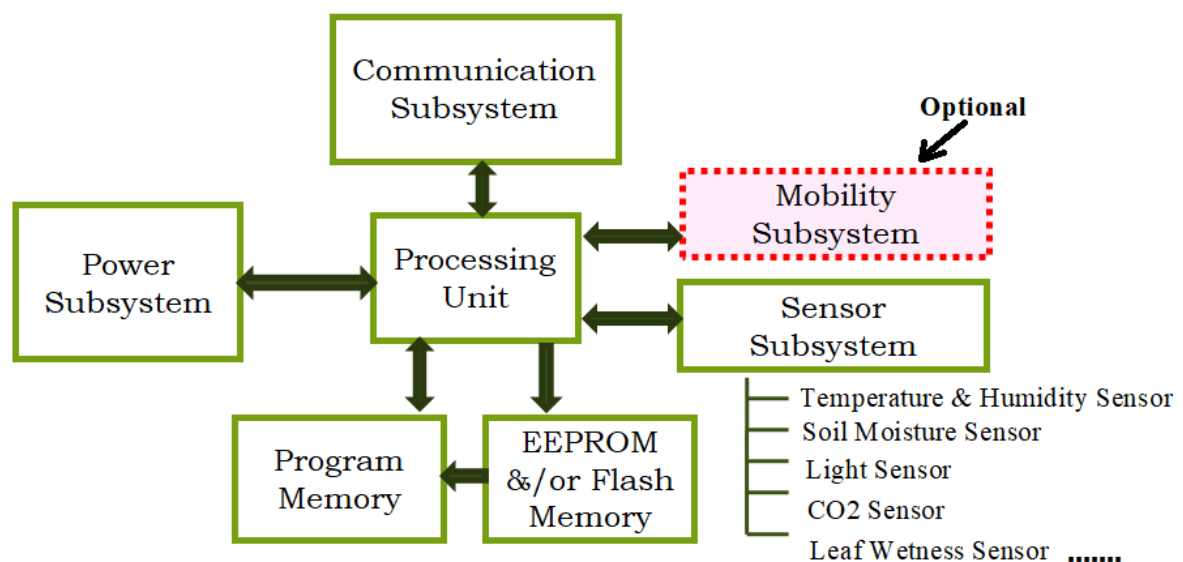 Communication
Subsystem
Optional
Mobility
Subsystem
Power
Subsystem
Processing
Unit
Sensor
Subsystem
Temperature & Humidity Sensor
Soil Moisture Sensor
Light Sensor
CO2 Sensor
Leaf Wetness Sensor .......
Program
Memory
EEPROM
&/or Flash
Memory